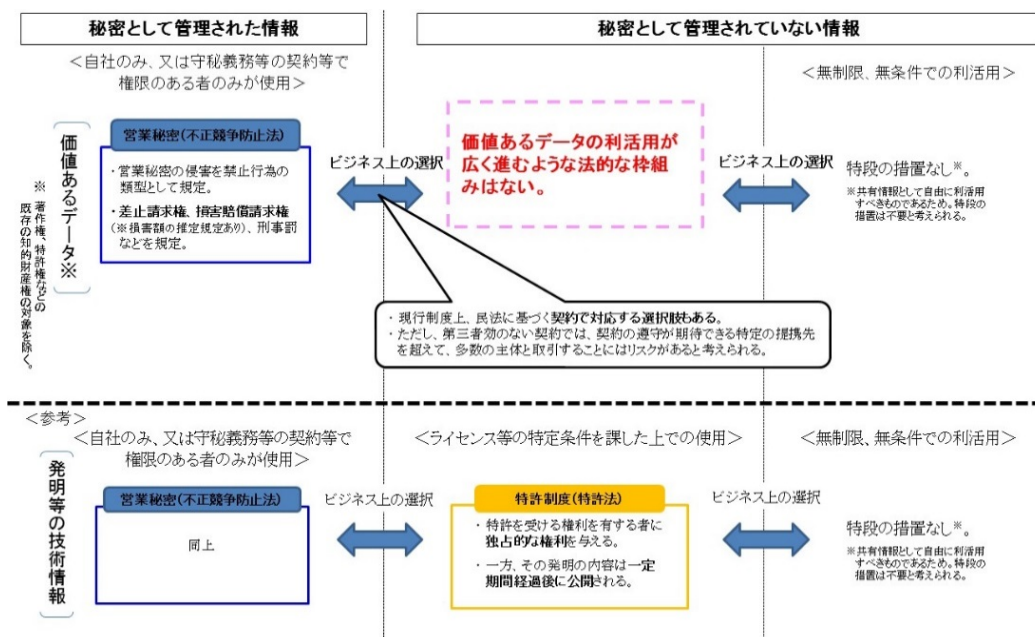 秘密として管理された情報
秘密として管理されていない情報
＜自社のみ、又は守秘義務等の契約等で
権限のある者のみが使用＞
＜無制限、無条件での利活用＞
価値あるデータ※
※ 著作権、特許権などの
既存の知的財産権の対象を除く。
営業秘密(不正競争防止法)
・営業秘密の侵害を禁止行為の
類型として規定。
・差止請求権、損害賠償請求権
(※損害額の推定規定あり)、刑事罰
などを規定。
ビジネス上の選択
価値あるデータの利活用が
広く進むような法的な枠組
みはない。
ビジネス上の選択
特段の措置なし※。
※共有情報として自由に利活用
すべきものであるため。特段の
措置は不要と考えられる。
・現行制度上、民法に基づく契約で対応する選択肢もある。
・ただし、第三者効のない契約では、契約の遵守が期待できる特定の提携先
を超えて、多数の主体と取引することにはリスクがあると考えられる。
＜参考＞
＜自社のみ、又は守秘義務等の契約等で
権限のある者のみが使用＞
＜ライセンス等の特定条件を課した上での使用＞
＜無制限、無条件での利活用＞
発明等の技術情報
営業秘密(不正競争防止法)
同上
ビジネス上の選択
特許制度(特許法)
・特許を受ける権利を有する者に
独占的な権利を与える。
・一方、その発明の内容は一定
期間経過後に公開される。
ビジネス上の選択
特段の措置なし※。
※共有情報として自由に利活用
すべきものであるため。特段の
措置は不要と考えられる。